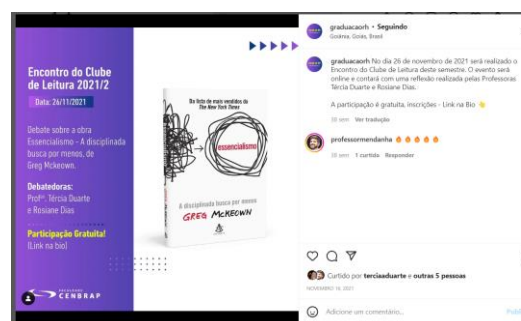 Encontro do Clube
de Leitura 2021/2
Data: 26/11/2021
Debate sobre a obra
Essencialismo - A disciplinada
busca por menos, de
Greg Mckeown.
Debatedoras:
Profªˢ. Tércia Duarte
e Rosiane Dias
Participação Gratuita!
(Link na bio)
FACULDADE
CENBRAP
Da lista de mais vendidos do
The New York Times
essencialismo
A disciplinada busca por menos
GREG McKEOWN
graduacaorh • Seguindo
Goiânia, Goiás, Brasil
graduacaorh No dia 26 de novembro de 2021 será realizado o
Encontro do Clube de Leitura deste semestre. O evento será
online e contará com uma reflexão realizada pelas Professoras
Tércia Duarte e Rosiane Dias.
A participação é gratuita, inscrições - Link na Bio 👆
38 sem Ver tradução
professormendanha 🔥🔥🔥🔥🔥
38 sem 1 curtida Responder
Curtido por terciaaduarte e outras 5 pessoas
NOVEMBRO 16, 2021
Adicione um comentário...